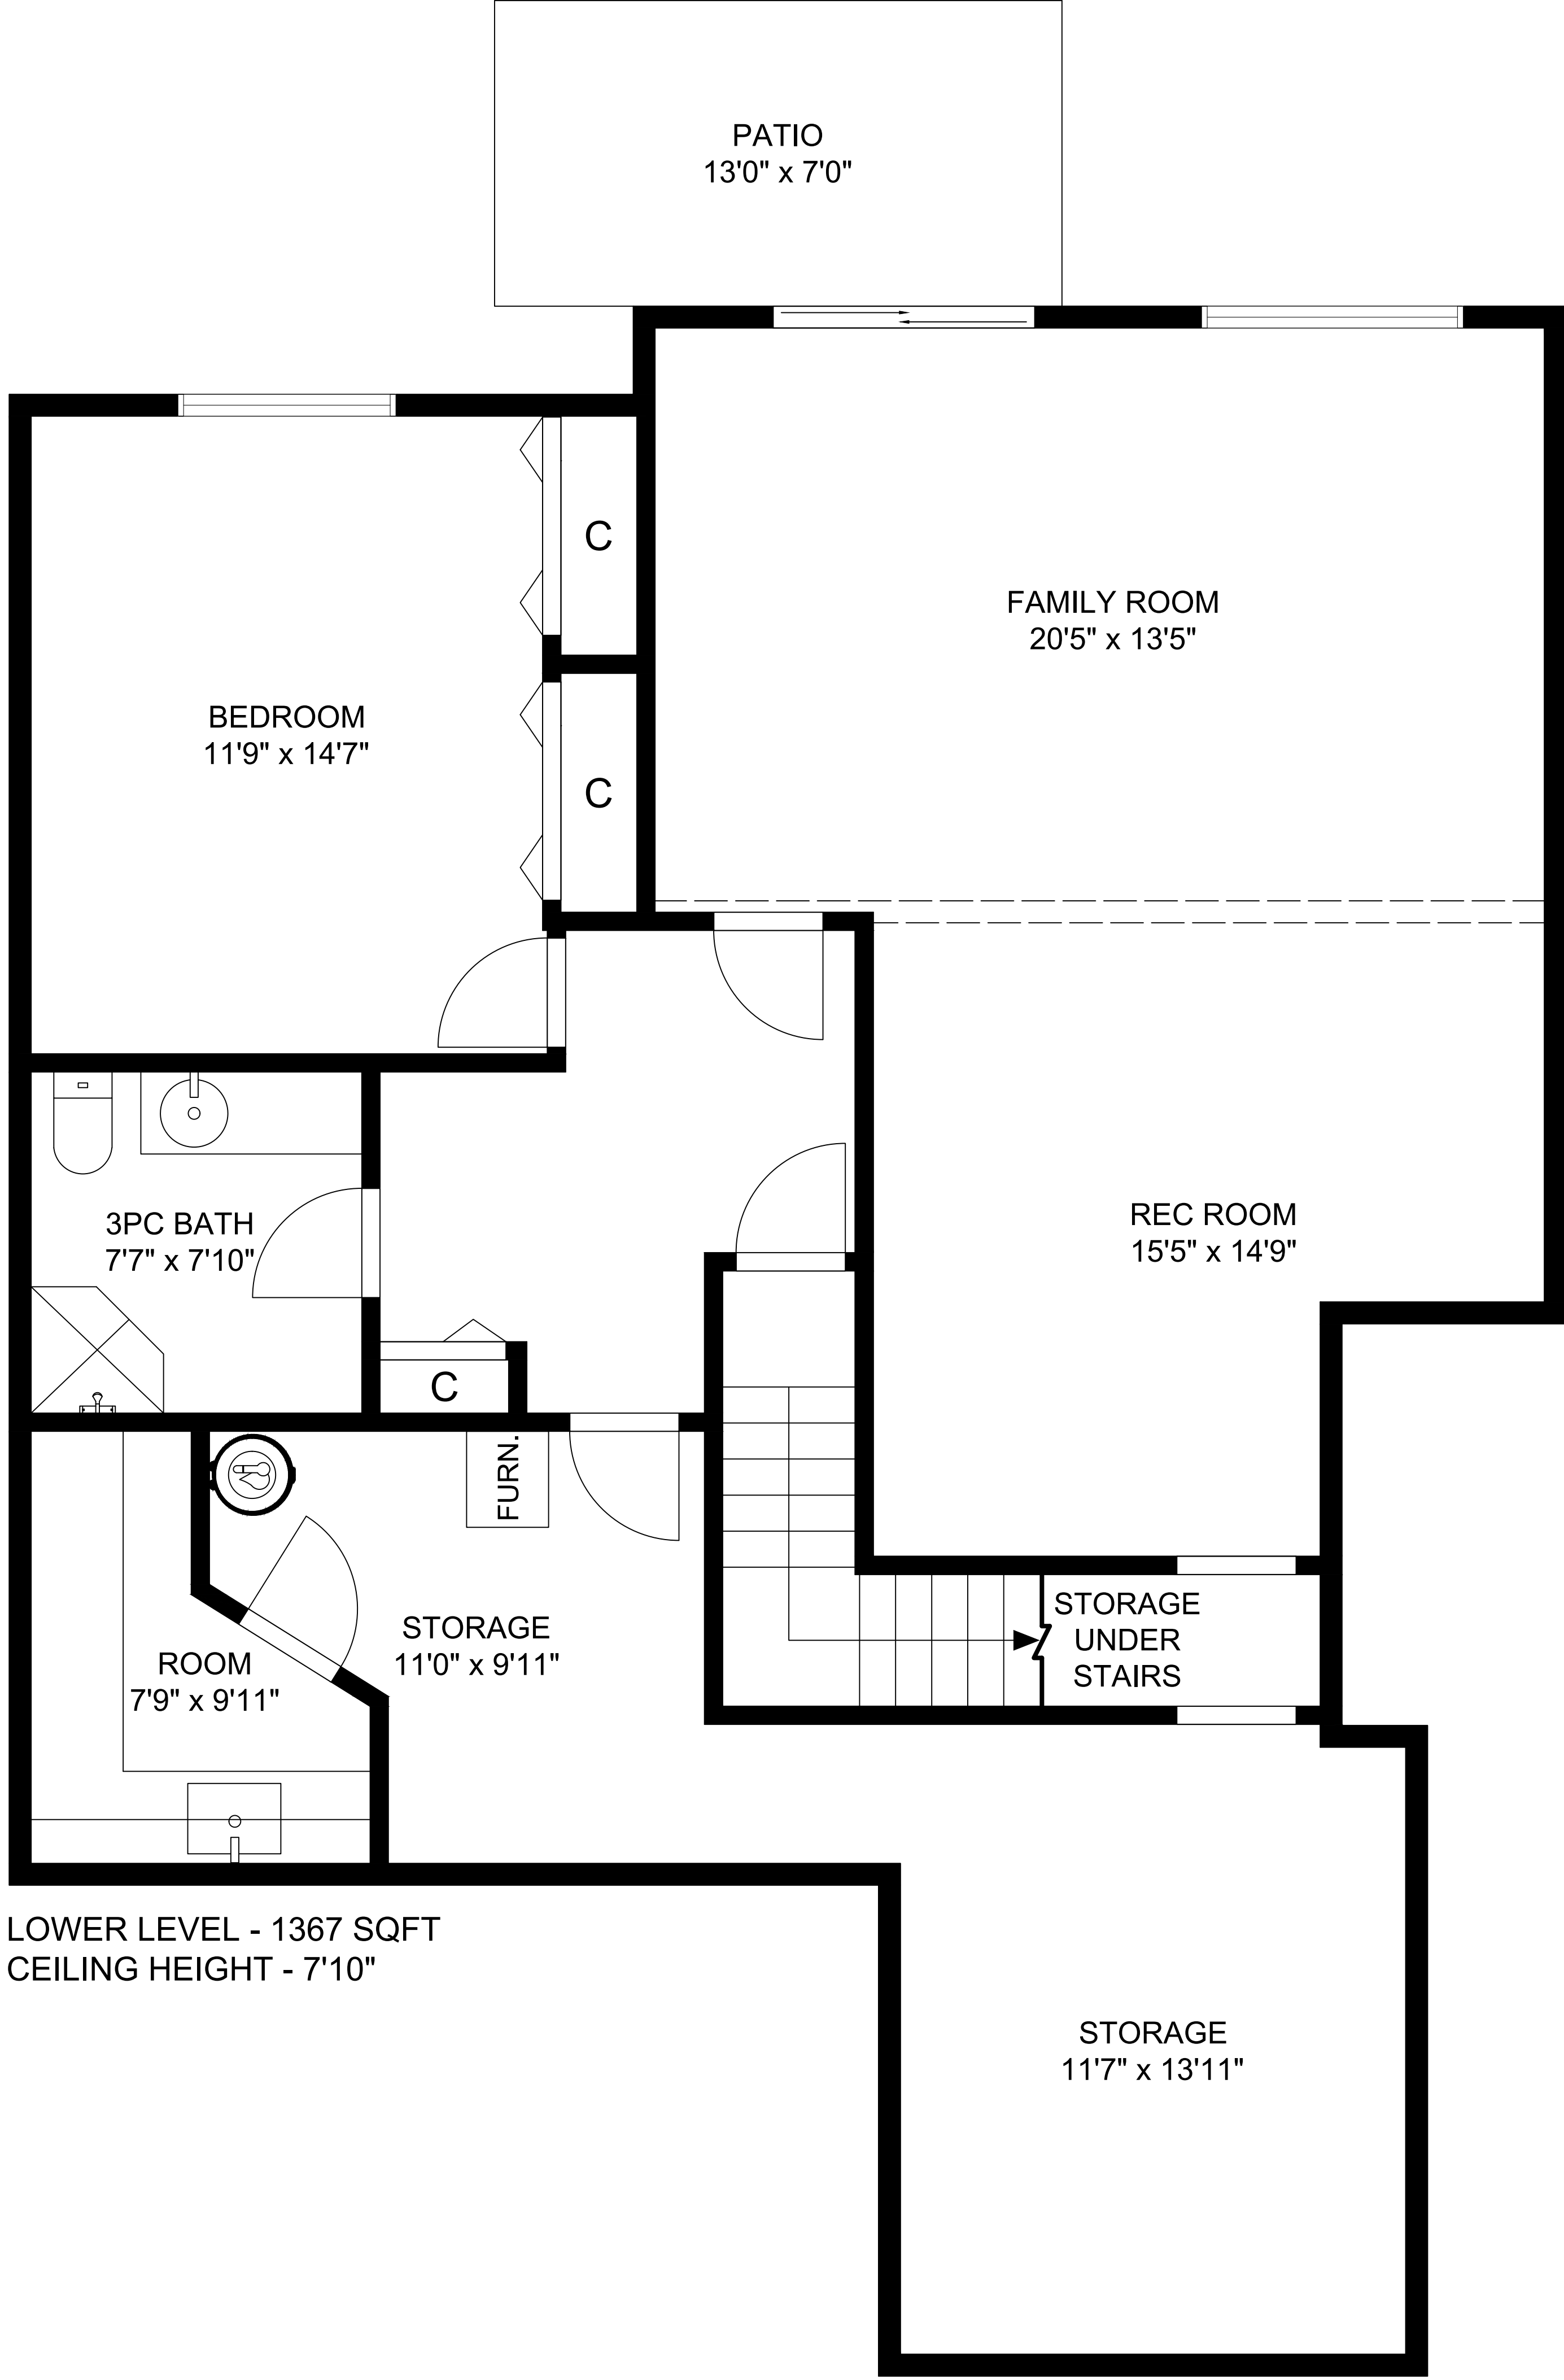 PATIO
13'0" x 7'0"
C
FAMILY ROOM
20'5" x 13'5"
BEDROOM
11'9" x 14'7"
C
3PC BATH
7'7" x 7'10"
REC ROOM
15'5" x 14'9"
C
FURN.
STORAGE
11'0" x 9'11"
STORAGE
UNDER
STAIRS
ROOM
7'9" x 9'11"
LOWER LEVEL - 1367 SQFT
CEILING HEIGHT - 7'10"
STORAGE
11'7" x 13'11"